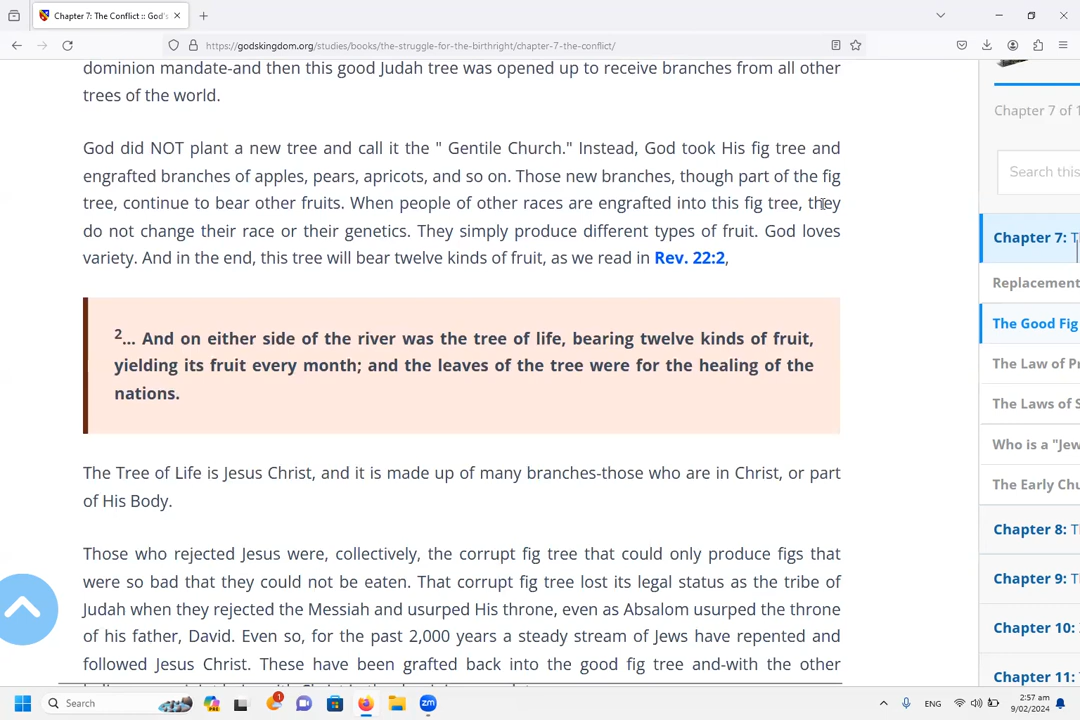 Chapter 7: The Conflict :: God's
https://godskingdom.org/studies/books/the-struggle-for-the-birthright/chapter-7-the-conflict/
dominion mandate-and then this good Judah tree was opened up to receive branches from all other
trees of the world.
God did NOT plant a new tree and call it the " Gentile Church." Instead, God took His fig tree and
engrafted branches of apples, pears, apricots, and so on. Those new branches, though part of the fig
tree, continue to bear other fruits. When people of other races are engrafted into this fig tree, they
do not change their race or their genetics. They simply produce different types of fruit. God loves
variety. And in the end, this tree will bear twelve kinds of fruit, as we read in Rev. 22:2,
2... And on either side of the river was the tree of life, bearing twelve kinds of fruit,
yielding its fruit every month; and the leaves of the tree were for the healing of the
nations.
The Tree of Life is Jesus Christ, and it is made up of many branches-those who are in Christ, or part
of His Body.
Those who rejected Jesus were, collectively, the corrupt fig tree that could only produce figs that
were so bad that they could not be eaten. That corrupt fig tree lost its legal status as the tribe of
Judah when they rejected the Messiah and usurped His throne, even as Absalom usurped the throne
of his father, David. Even so, for the past 2,000 years a steady stream of Jews have repented and
followed Jesus Christ. These have been grafted back into the good fig tree and-with the other
Chapter 7 of 1
Search this
Chapter 7: T
Replacement
The Good Fig
The Law of P
The Laws of S
Who is a "Jew
The Early Chu
Chapter 8: T
Chapter 9: T
Chapter 10:
Chapter 11:
Search
1
zm
ENG
2:57 am
9/02/2024